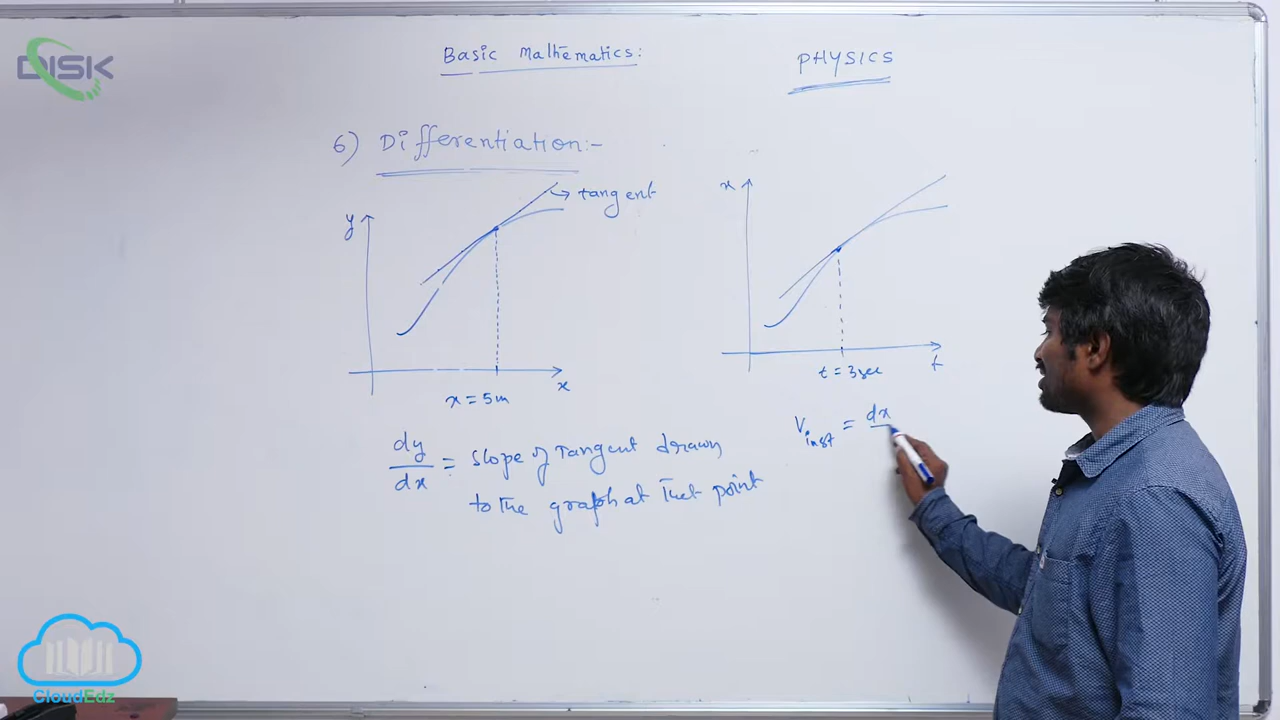 DISK
Basic Mathematics:
PHYSICS
6) Differentiation:-
y
tangent
x = 5m
x
x
t = 3sec
t
dy/dx = slope of Tangent drawn
to the graph at that point
V inst = dx
CloudEdz